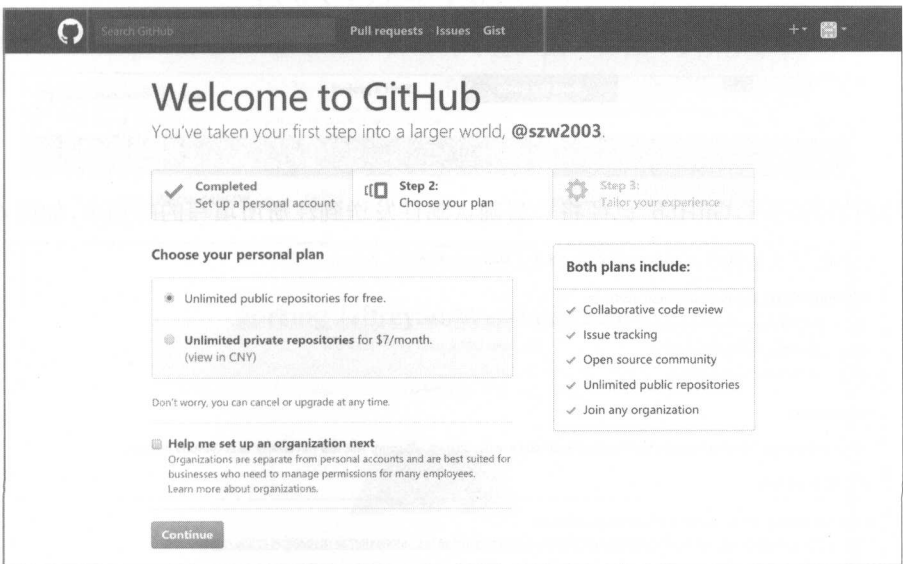 Search GitHub
Pull requests Issues Gist
Welcome to GitHub
You've taken your first step into a larger world, @szw2003.
Completed
Set up a personal account
Step 2:
Choose your plan
Step 3:
Tailor your experience
Choose your personal plan
Unlimited public repositories for free.
Unlimited private repositories for $7/month.
(view in CNY)
Don't worry, you can cancel or upgrade at any time.
Help me set up an organization next
Organizations are separate from personal accounts and are best suited for
businesses who need to manage permissions for many employees.
Learn more about organizations.
Continue
Both plans include:
Collaborative code review
Issue tracking
Open source community
Unlimited public repositories
Join any organization